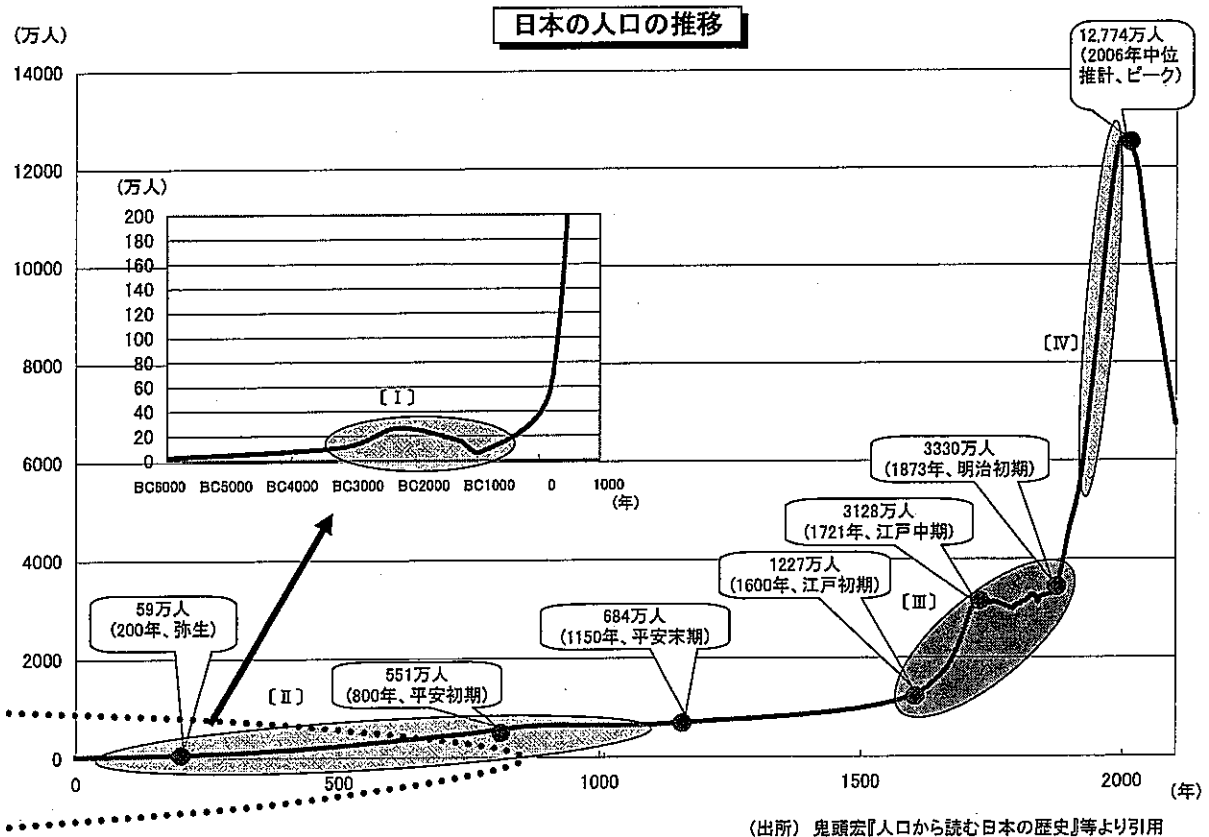 日本の人口の推移
(万人)
14000
12000
10000
8000
6000
4000
2000
0
0
500
1000
1500
2000
(年)
12,774万人
(2006年中位
推計、ピーク)
(万人)
200
180
160
140
120
100
80
60
40
20
0
BC6000
BC5000
BC4000
BC3000
BC2000
BC1000
0
1000
(年)
〔Ⅰ〕
〔Ⅳ〕
3330万人
(1873年、明治初期)
3128万人
(1721年、江戸中期)
1227万人
(1600年、江戸初期)
〔Ⅲ〕
59万人
(200年、弥生)
684万人
(1150年、平安末期)
551万人
(800年、平安初期)
〔Ⅱ〕
(出所) 鬼頭宏『人口から読む日本の歴史』等より引用